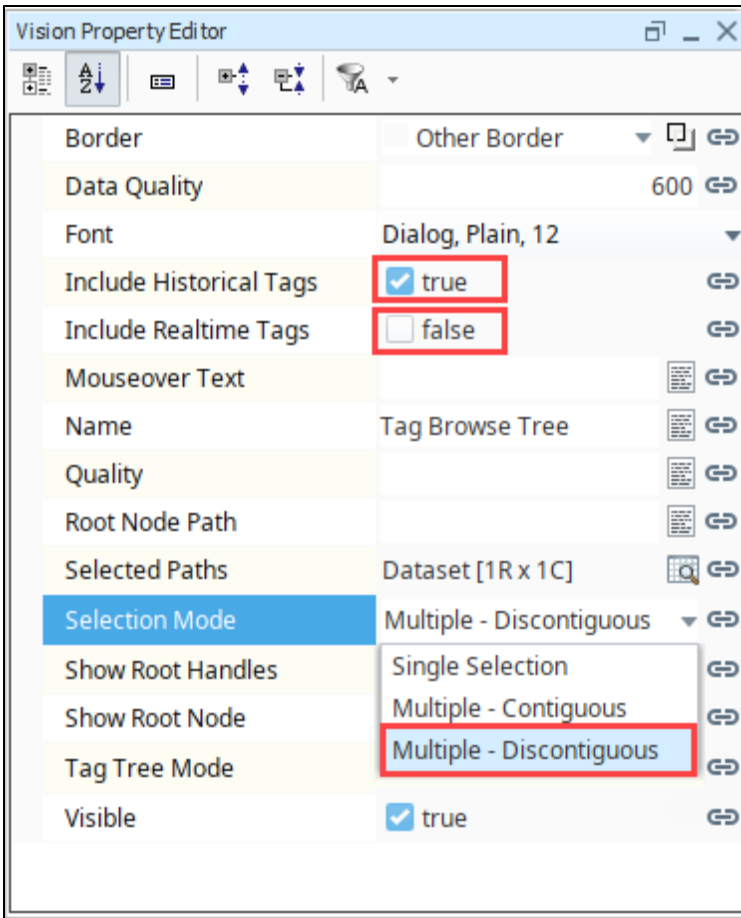 Vision Property Editor
A
Z
A
Border Other Border
Data Quality 600
Font Dialog, Plain, 12
Include Historical Tags true
Include Realtime Tags false
Mouseover Text
Name Tag Browse Tree
Quality
Root Node Path
Selected Paths Dataset [1R x 1C]
Selection Mode Multiple - Discontiguous
Show Root Handles Single Selection
Show Root Node Multiple - Contiguous
Tag Tree Mode Multiple - Discontiguous
Visible true